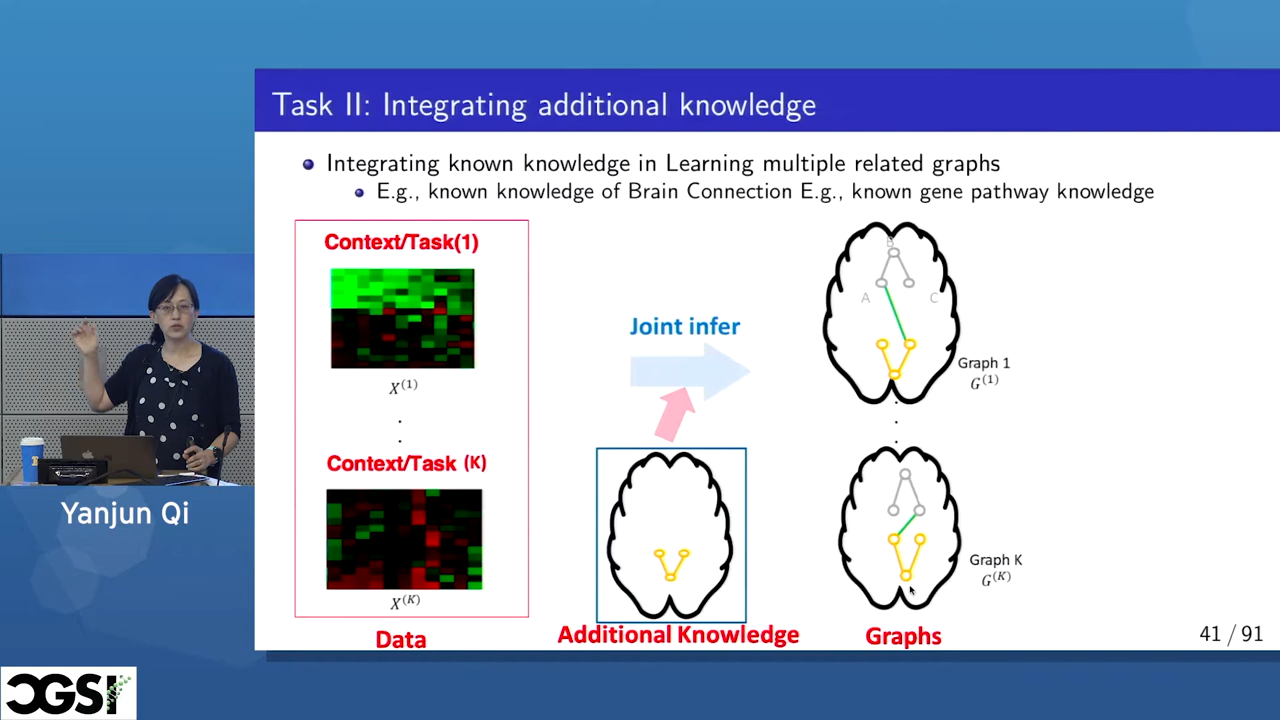 Task II: Integrating additional knowledge
Integrating known knowledge in Learning multiple related graphs
E.g., known knowledge of Brain Connection E.g., known gene pathway knowledge
Context/Task(1)
X(1)
.
.
Context/Task (K)
X(K)
Data
Joint infer
Additional Knowledge
B
A
C
Graph 1
G(1)
.
.
Graph K
G(K)
Graphs
41 / 91
Yanjun Qi
CGSI